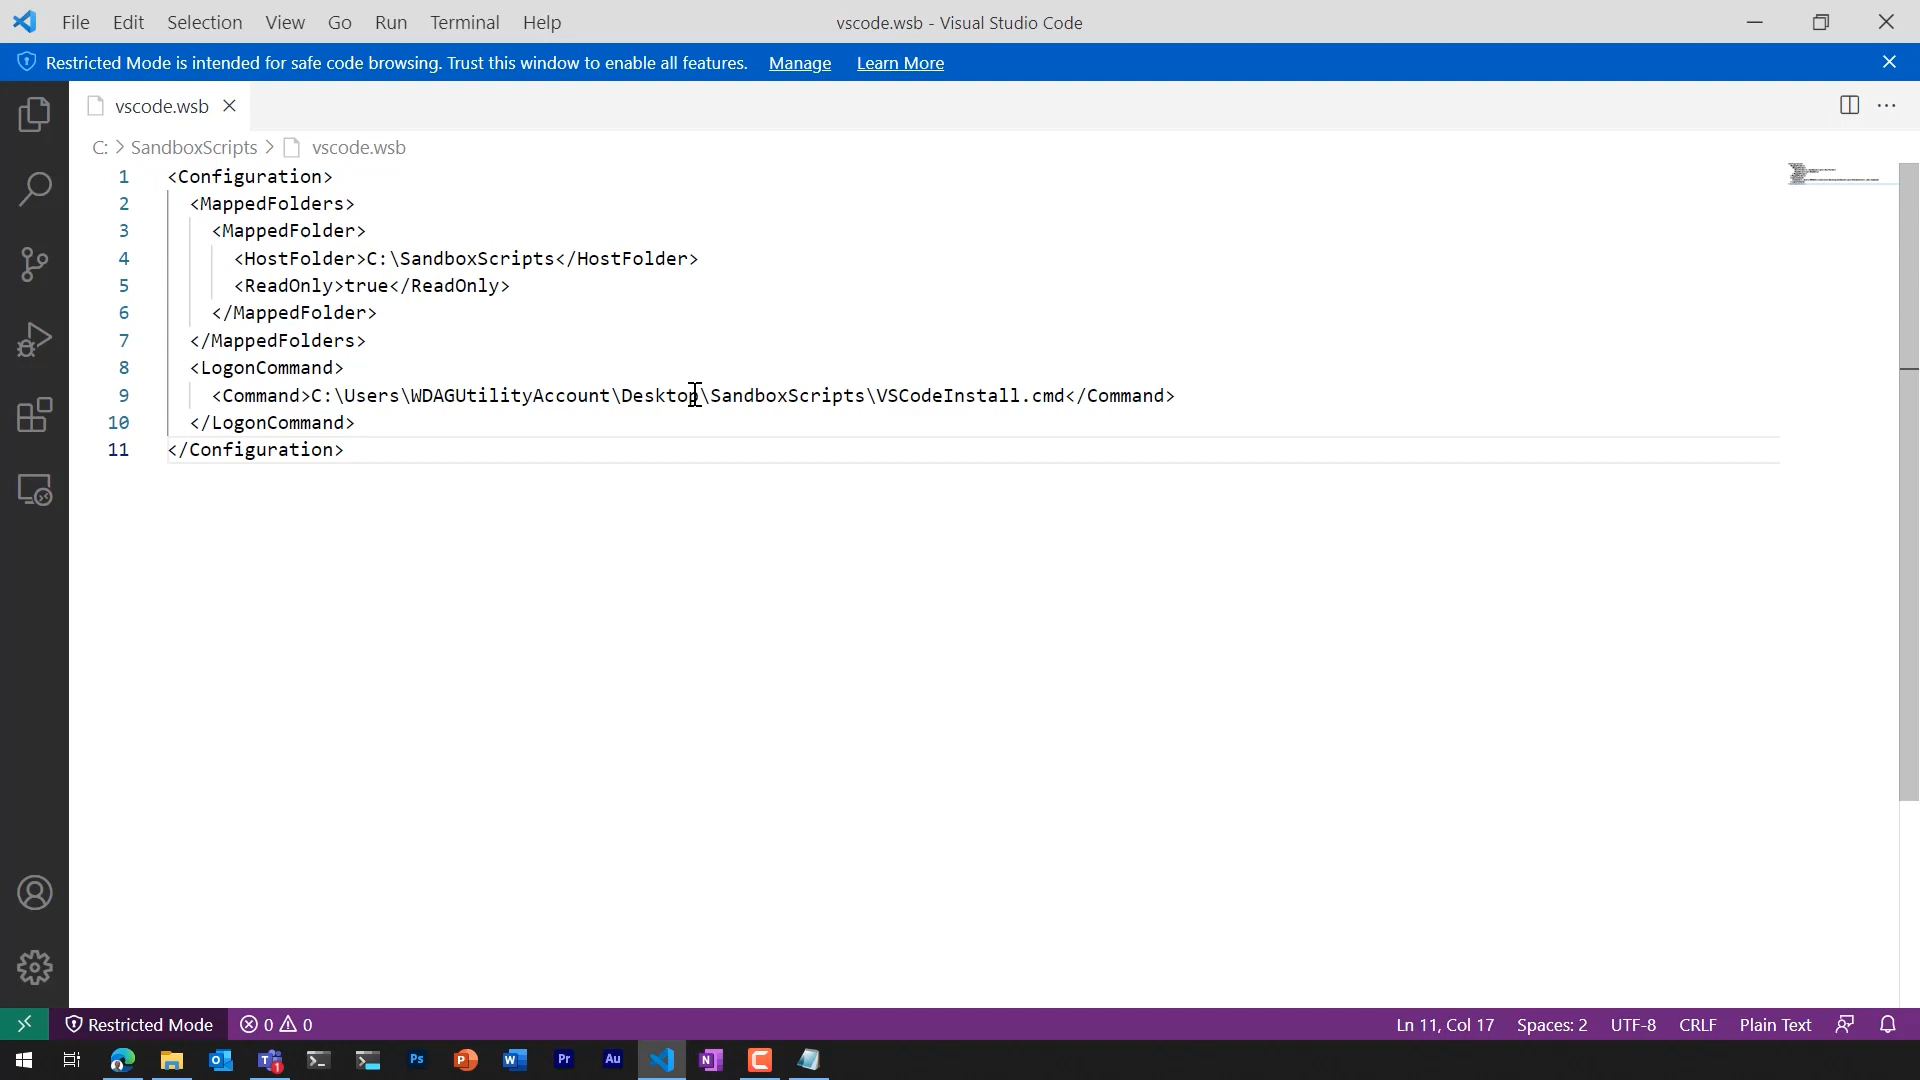 File Edit Selection View Go Run Terminal Help vscode.wsb - Visual Studio Code
Restricted Mode is intended for safe code browsing. Trust this window to enable all features. Manage Learn More
vscode.wsb
C: > SandboxScripts > vscode.wsb
1 <Configuration>
2 <MappedFolders>
3 <MappedFolder>
4 <HostFolder>C:\SandboxScripts</HostFolder>
5 <ReadOnly>true</ReadOnly>
6 </MappedFolder>
7 </MappedFolders>
8 <LogonCommand>
9 <Command>C:\Users\WDAGUtilityAccount\Desktop\SandboxScripts\VSCodeInstall.cmd</Command>
10 </LogonCommand>
11 </Configuration>
Restricted Mode 0 0 Ln 11, Col 17 Spaces: 2 UTF-8 CRLF Plain Text
1 Ps P W Pr Au N